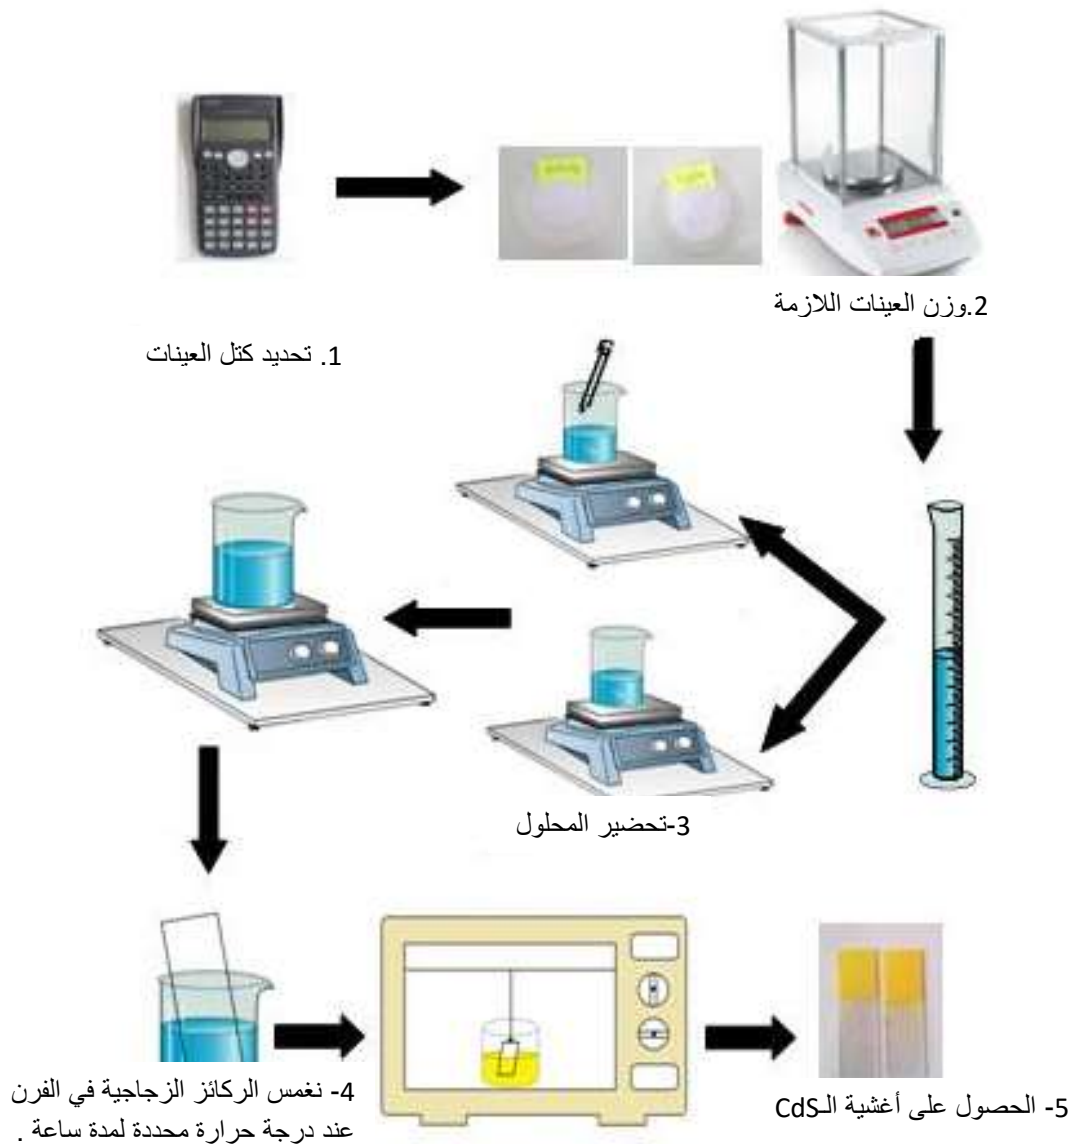 2.وزن العينات اللازمة
1. تحديد كتل العينات
3-تحضير المحلول
4- نغمس الركائز الزجاجية في الفرن
عند درجة حرارة محددة لمدة ساعة .
5- الحصول على أغشية الـCdS